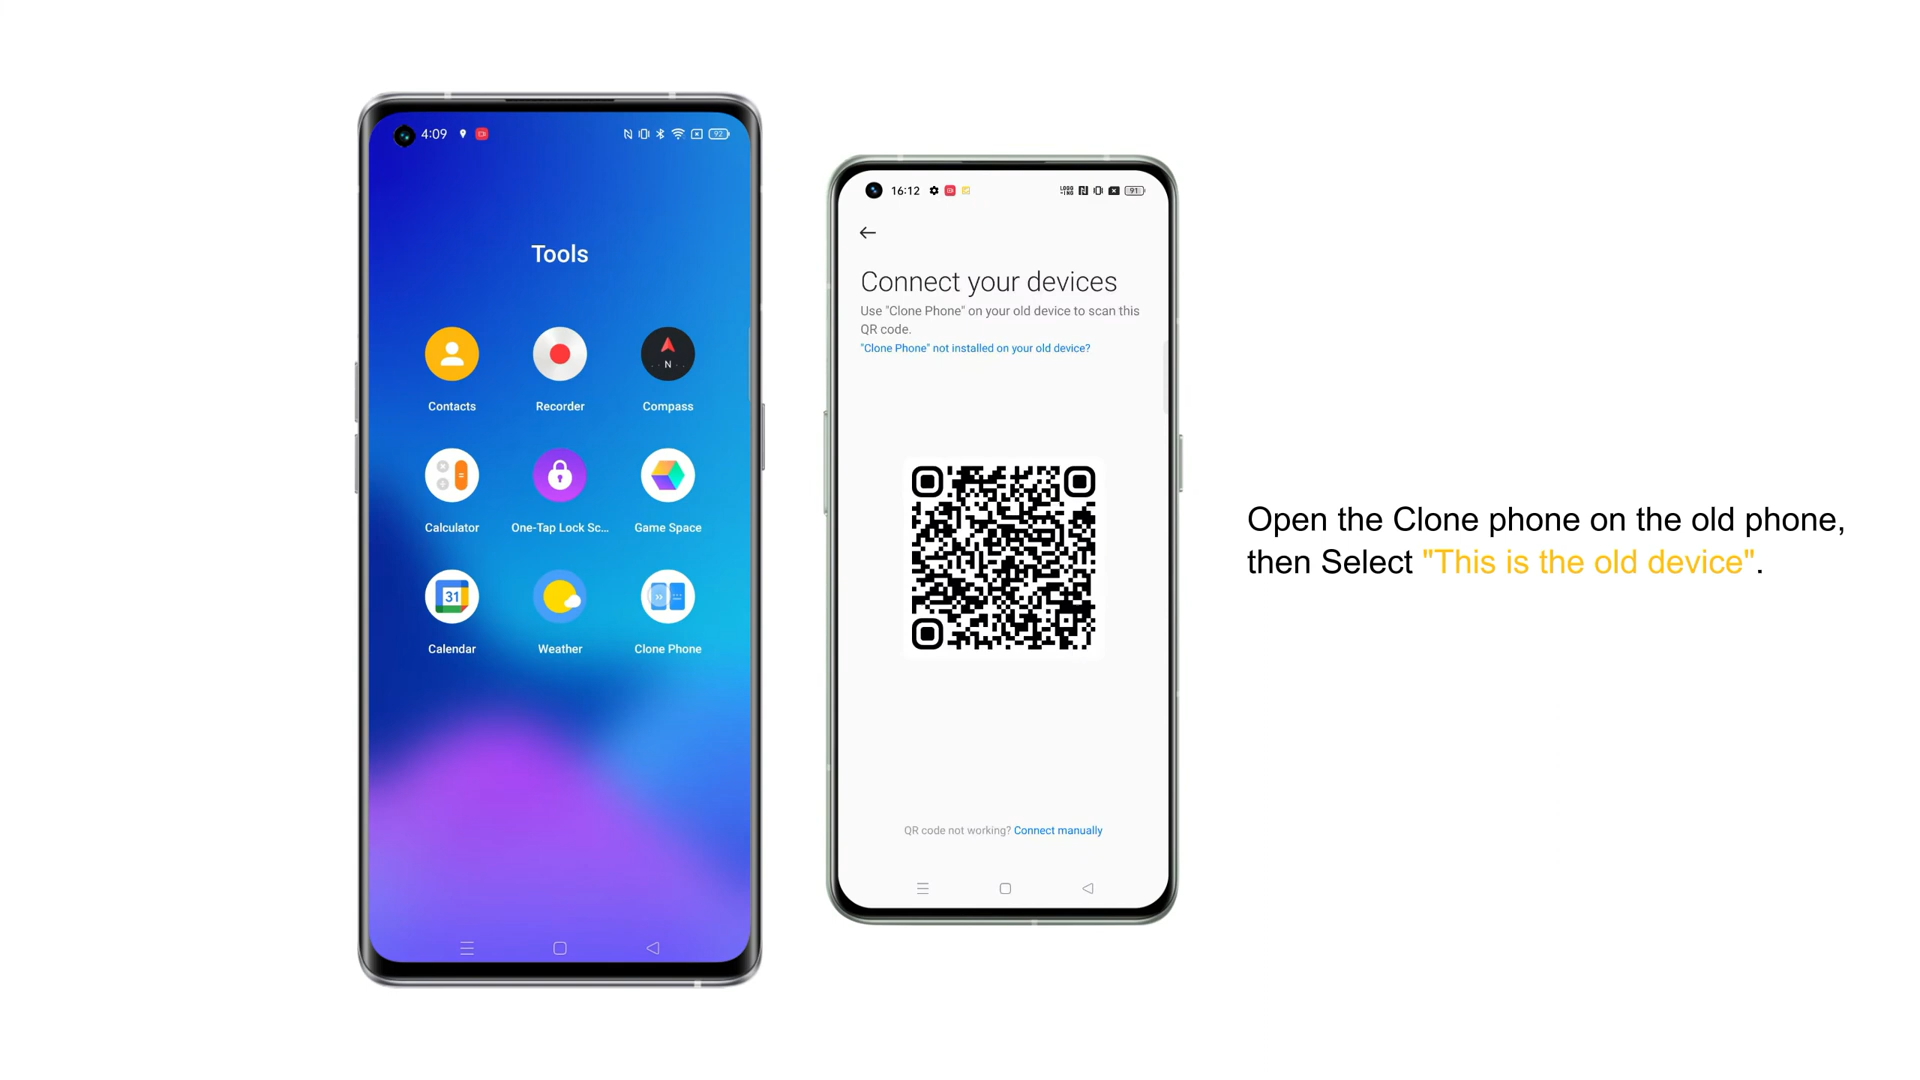 4:09
92
Tools
N
Contacts
Recorder
Compass
Calculator
One-Tap Lock Sc...
Game Space
31
Calendar
Weather
Clone Phone
16:12
91
Connect your devices
Use "Clone Phone" on your old device to scan this
QR code.
"Clone Phone" not installed on your old device?
QR code not working? Connect manually
Open the Clone phone on the old phone,
then Select "This is the old device".